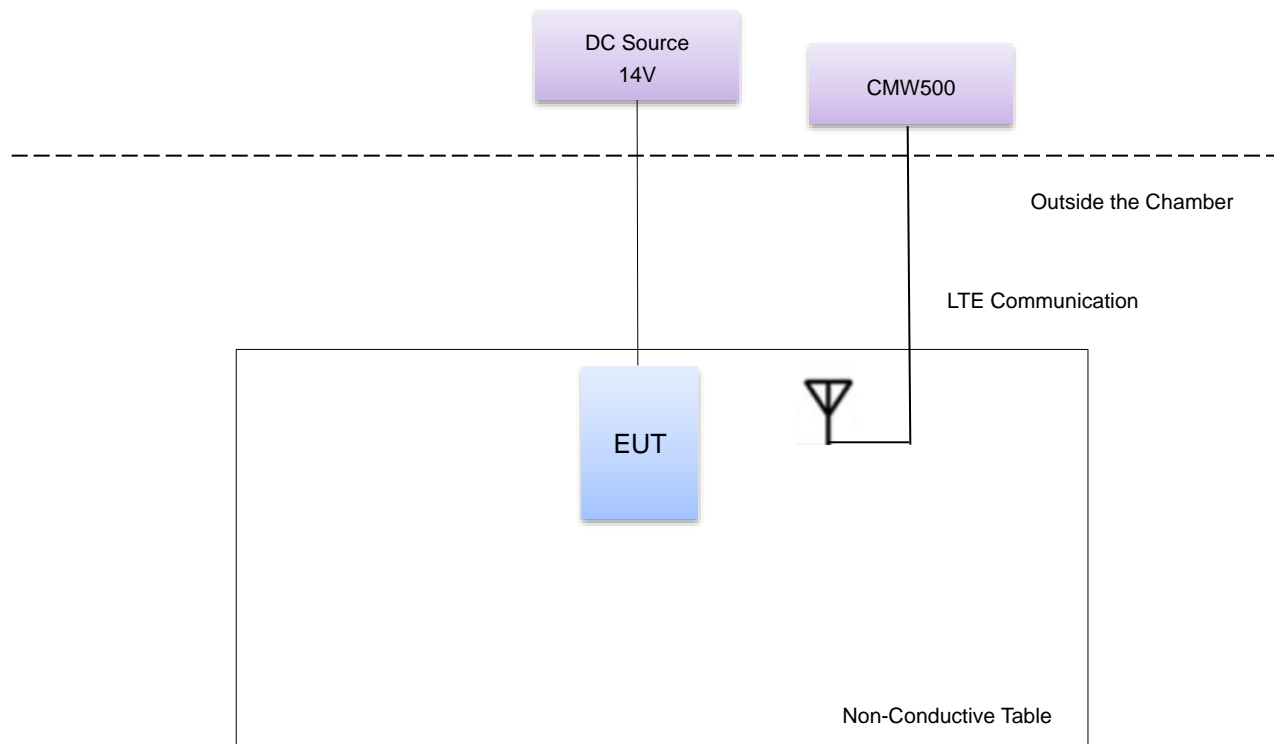 DC Source
14V
CMW500
Outside the Chamber
LTE Communication
EUT
Non-Conductive Table